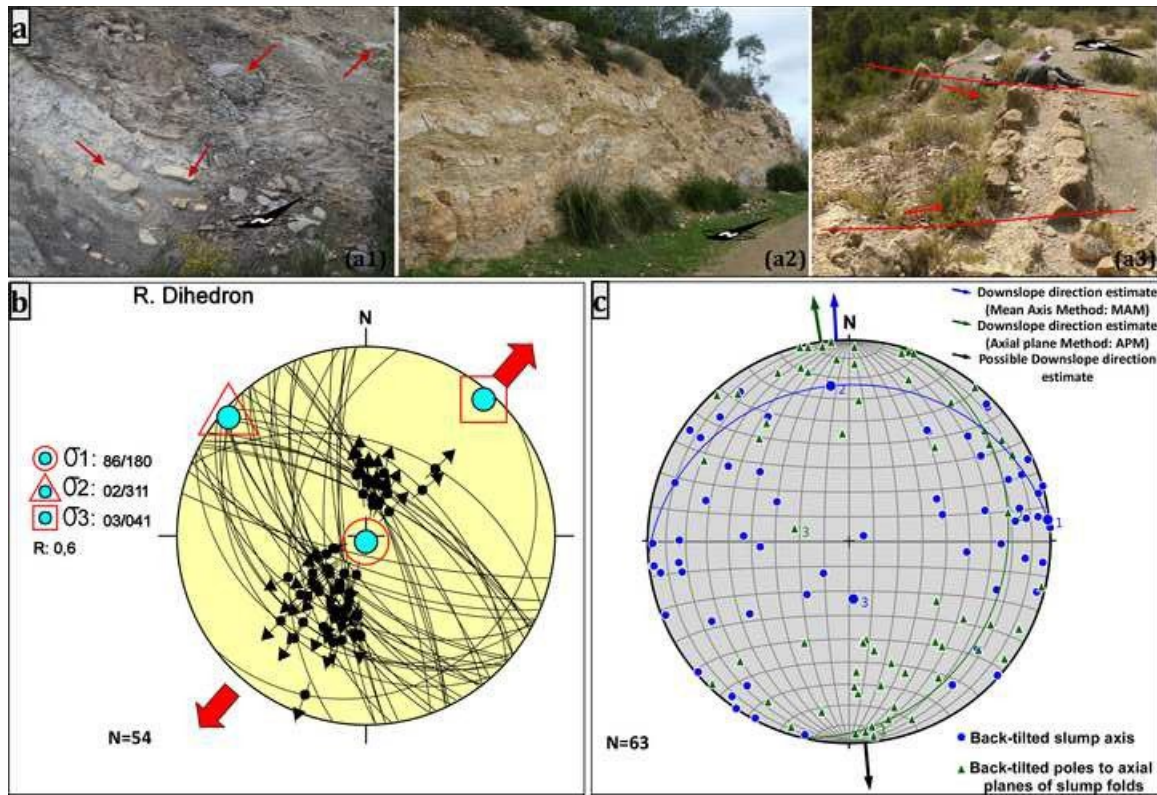 a
(a1)
(a2)
(a3)
b
R. Dihedron
N
σ1: 86/180
σ2: 02/311
σ3: 03/041
R: 0,6
N=54
c
N
Downslope direction estimate
(Mean Axis Method: MAM)
Downslope direction estimate
(Axial plane Method: APM)
Possible Downslope direction
estimate
2
1
3
3
N=63
Back-tilted slump axis
Back-tilted poles to axial
planes of slump folds